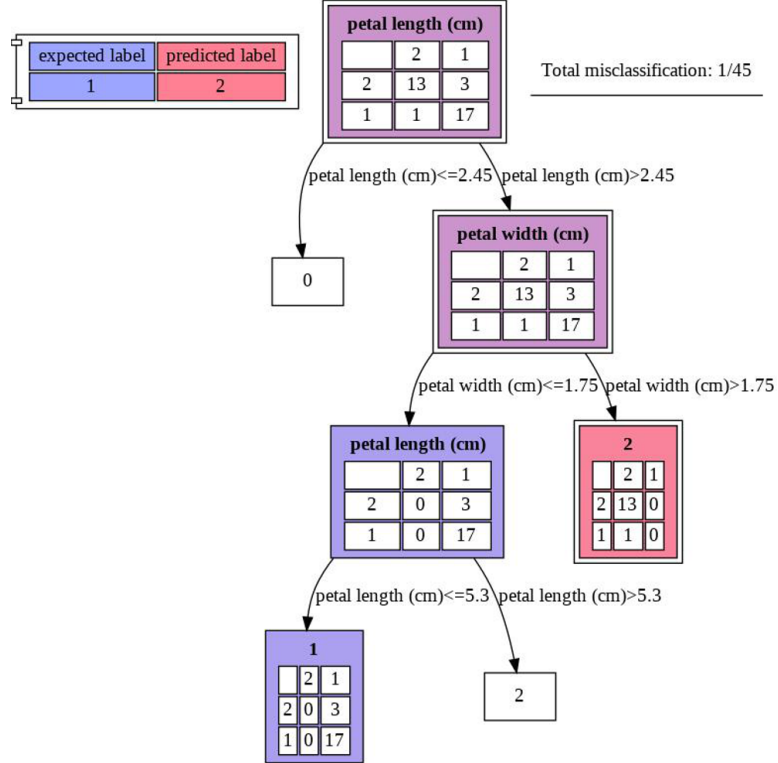 expected label predicted label
1 2
petal length (cm)
2 1
2 13 3
1 1 17
Total misclassification: 1/45
petal length (cm)<=2.45 petal length (cm)>2.45
0
petal width (cm)
2 1
2 13 3
1 1 17
petal width (cm)<=1.75 petal width (cm)>1.75
petal length (cm)
2 1
2 0 3
1 0 17
2
2 1
2 13 0
1 1 0
petal length (cm)<=5.3 petal length (cm)>5.3
1
2 1
2 0 3
1 0 17
2